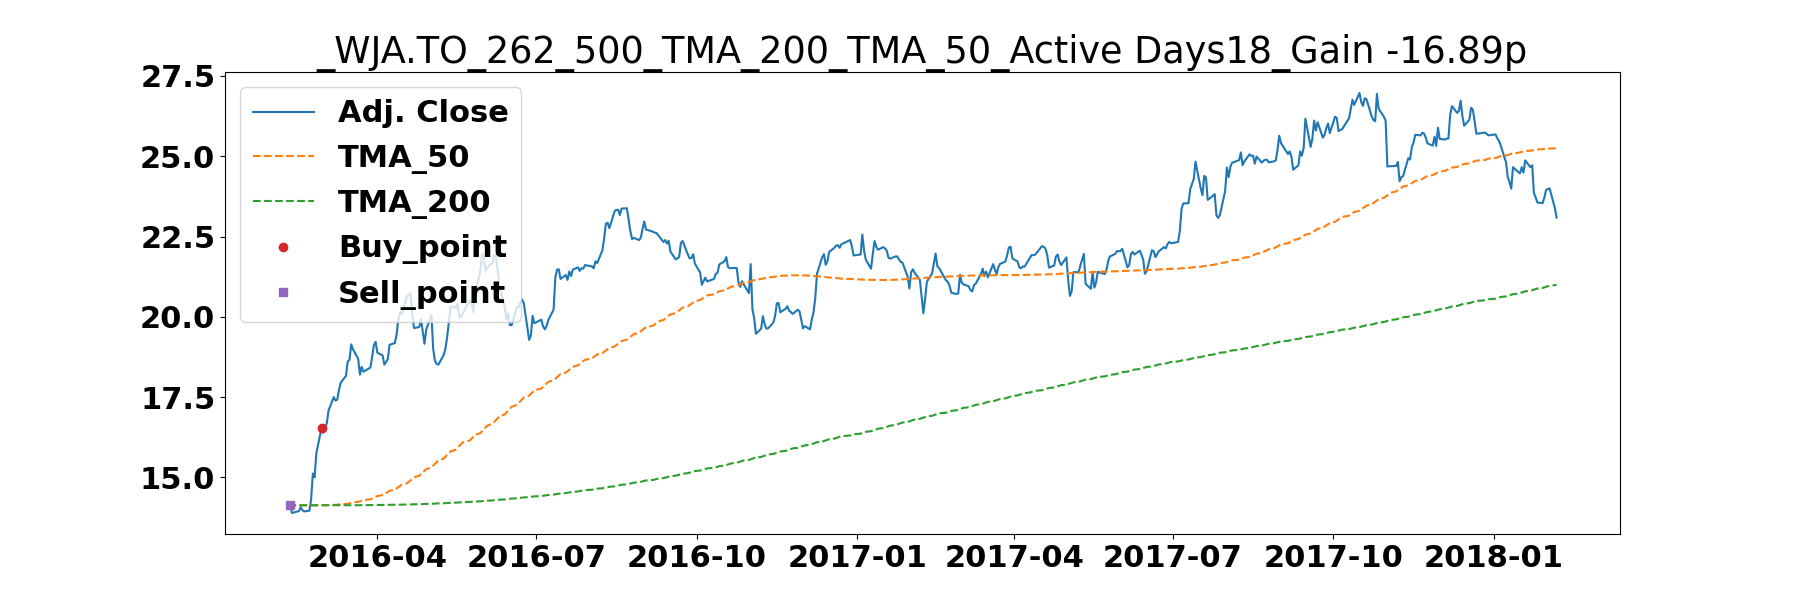 _WJA.TO_262_500_TMA_200_TMA_50_Active Days18_Gain -16.89p
27.5
25.0
22.5
20.0
17.5
15.0
Adj. Close
TMA_50
TMA_200
Buy_point
Sell_point
2016-04 2016-07 2016-10 2017-01 2017-04 2017-07 2017-10 2018-01